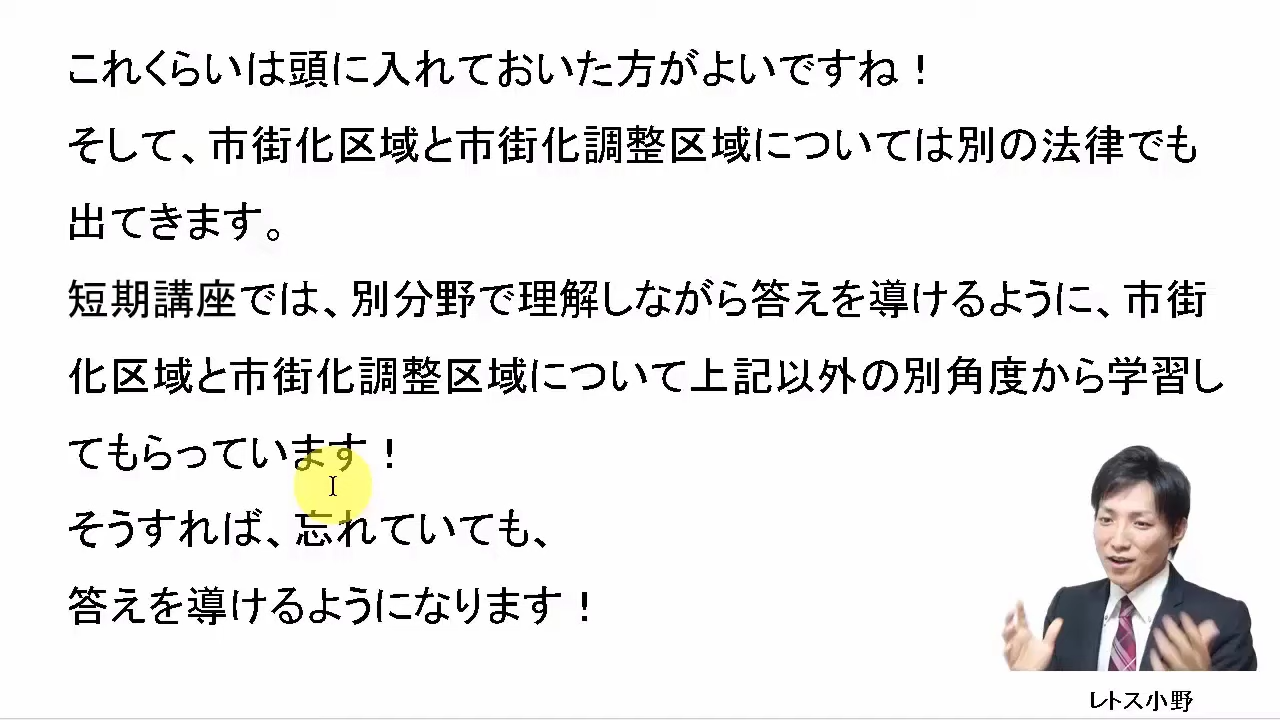 これくらいは頭に入れておいた方がよいですね！
そして、市街化区域と市街化調整区域については別の法律でも
出てきます。
短期講座では、別分野で理解しながら答えを導けるように、市街
化区域と市街化調整区域について上記以外の別角度から学習し
てもらっています！
そうすれば、忘れていても、
答えを導けるようになります！
レトス小野